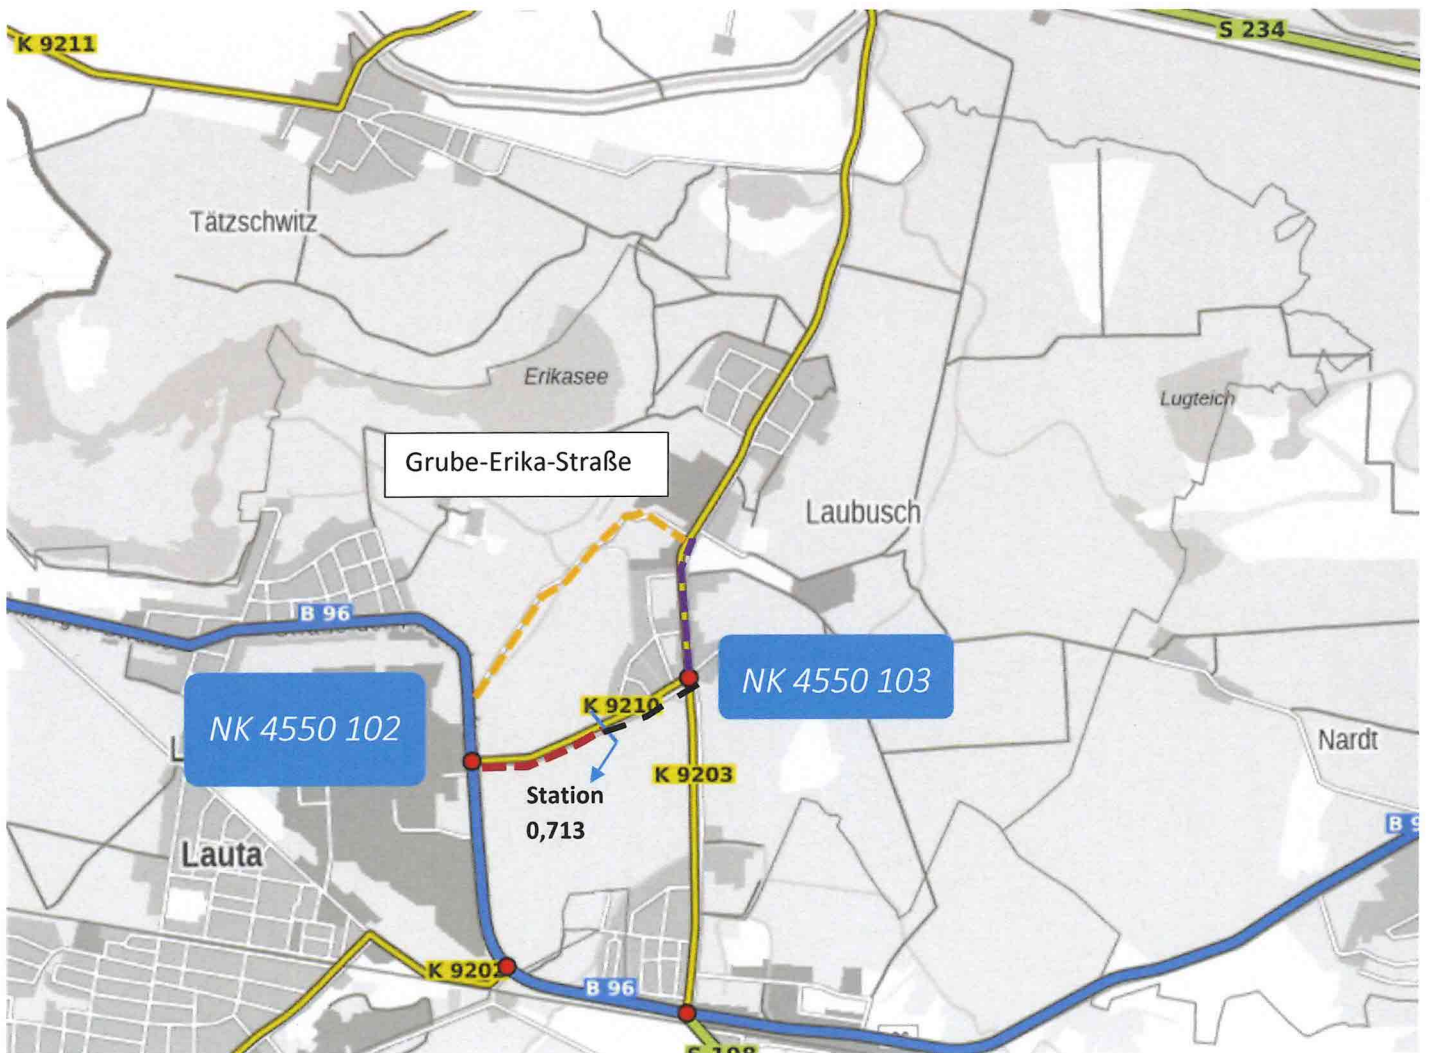 K 9211
S 234
Tätzschwitz
Erikasee
Lugteich
Grube-Erika-Straße
Laubusch
B 96
NK 4550 103
K 9210
NK 4550 102
L
Nardt
K 9203
Station
0,713
B 9
Lauta
K 9202
B 96
S 198